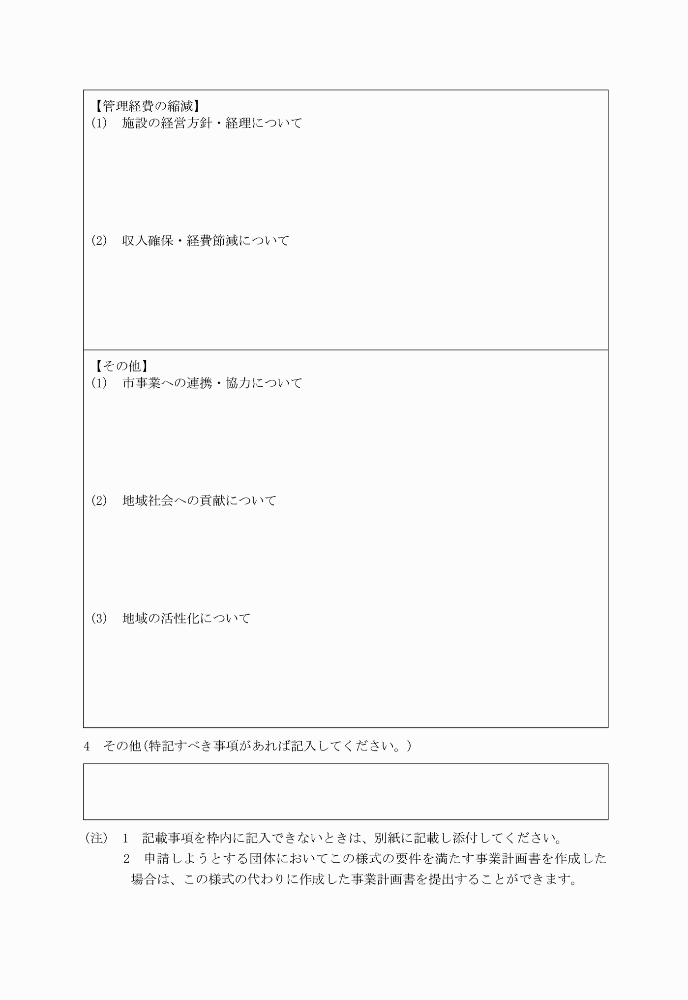 【管理経費の縮減】
(1)　施設の経営方針・経理について
(2)　収入確保・経費節減について
【その他】
(1)　市事業への連携・協力について
(2)　地域社会への貢献について
(3)　地域の活性化について
4　その他(特記すべき事項があれば記入してください。)
(注)　1　記載事項を枠内に記入できないときは、別紙に記載し添付してください。
2　申請しようとする団体においてこの様式の要件を満たす事業計画書を作成した
場合は、この様式の代わりに作成した事業計画書を提出することができます。